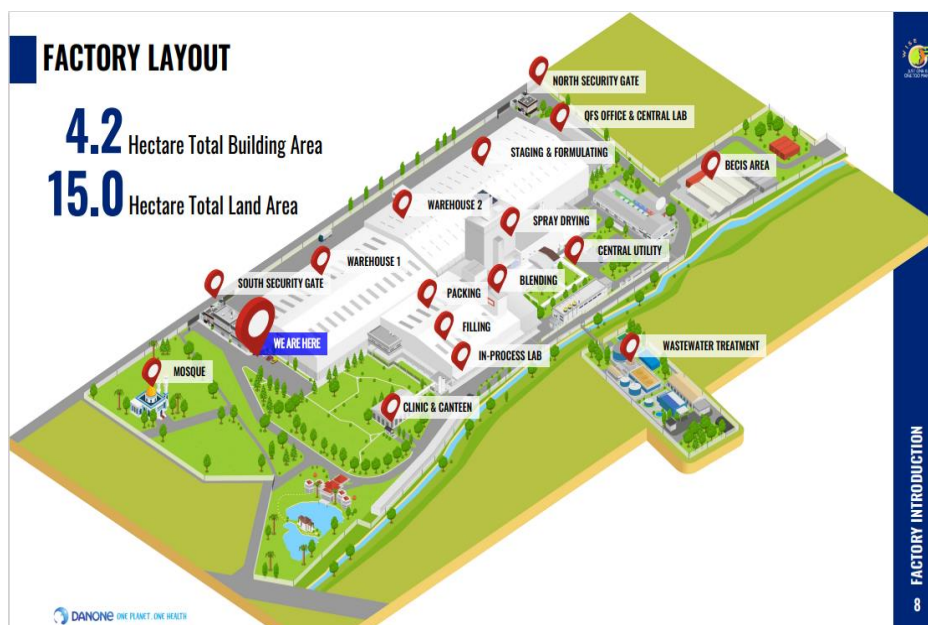 FACTORY LAYOUT
4.2 Hectare Total Building Area
15.0 Hectare Total Land Area
NORTH SECURITY GATE
QFS OFFICE & CENTRAL LAB
STAGING & FORMULATING
BECIS AREA
WAREHOUSE 2
SPRAY DRYING
CENTRAL UTILITY
WAREHOUSE 1
SOUTH SECURITY GATE
BLENDING
PACKING
FILLING
WE ARE HERE
IN-PROCESS LAB
WASTEWATER TREATMENT
MOSQUE
CLINIC & CANTEEN
DANONE ONE PLANET. ONE HEALTH
FACTORY INTRODUCTION
8
WISE